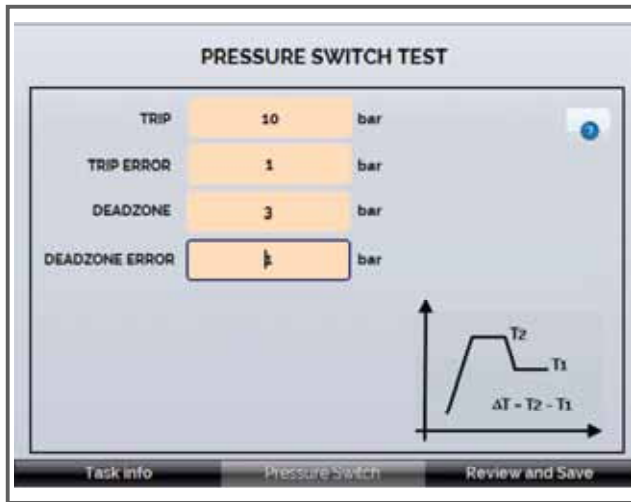 PRESSURE SWITCH TEST
TRIP 10 bar
TRIP ERROR 1 bar
DEADZONE 3 bar
DEADZONE ERROR 1 bar
?
T2
T1
ΔT = T2 - T1
Task info Pressure Switch Review and Save